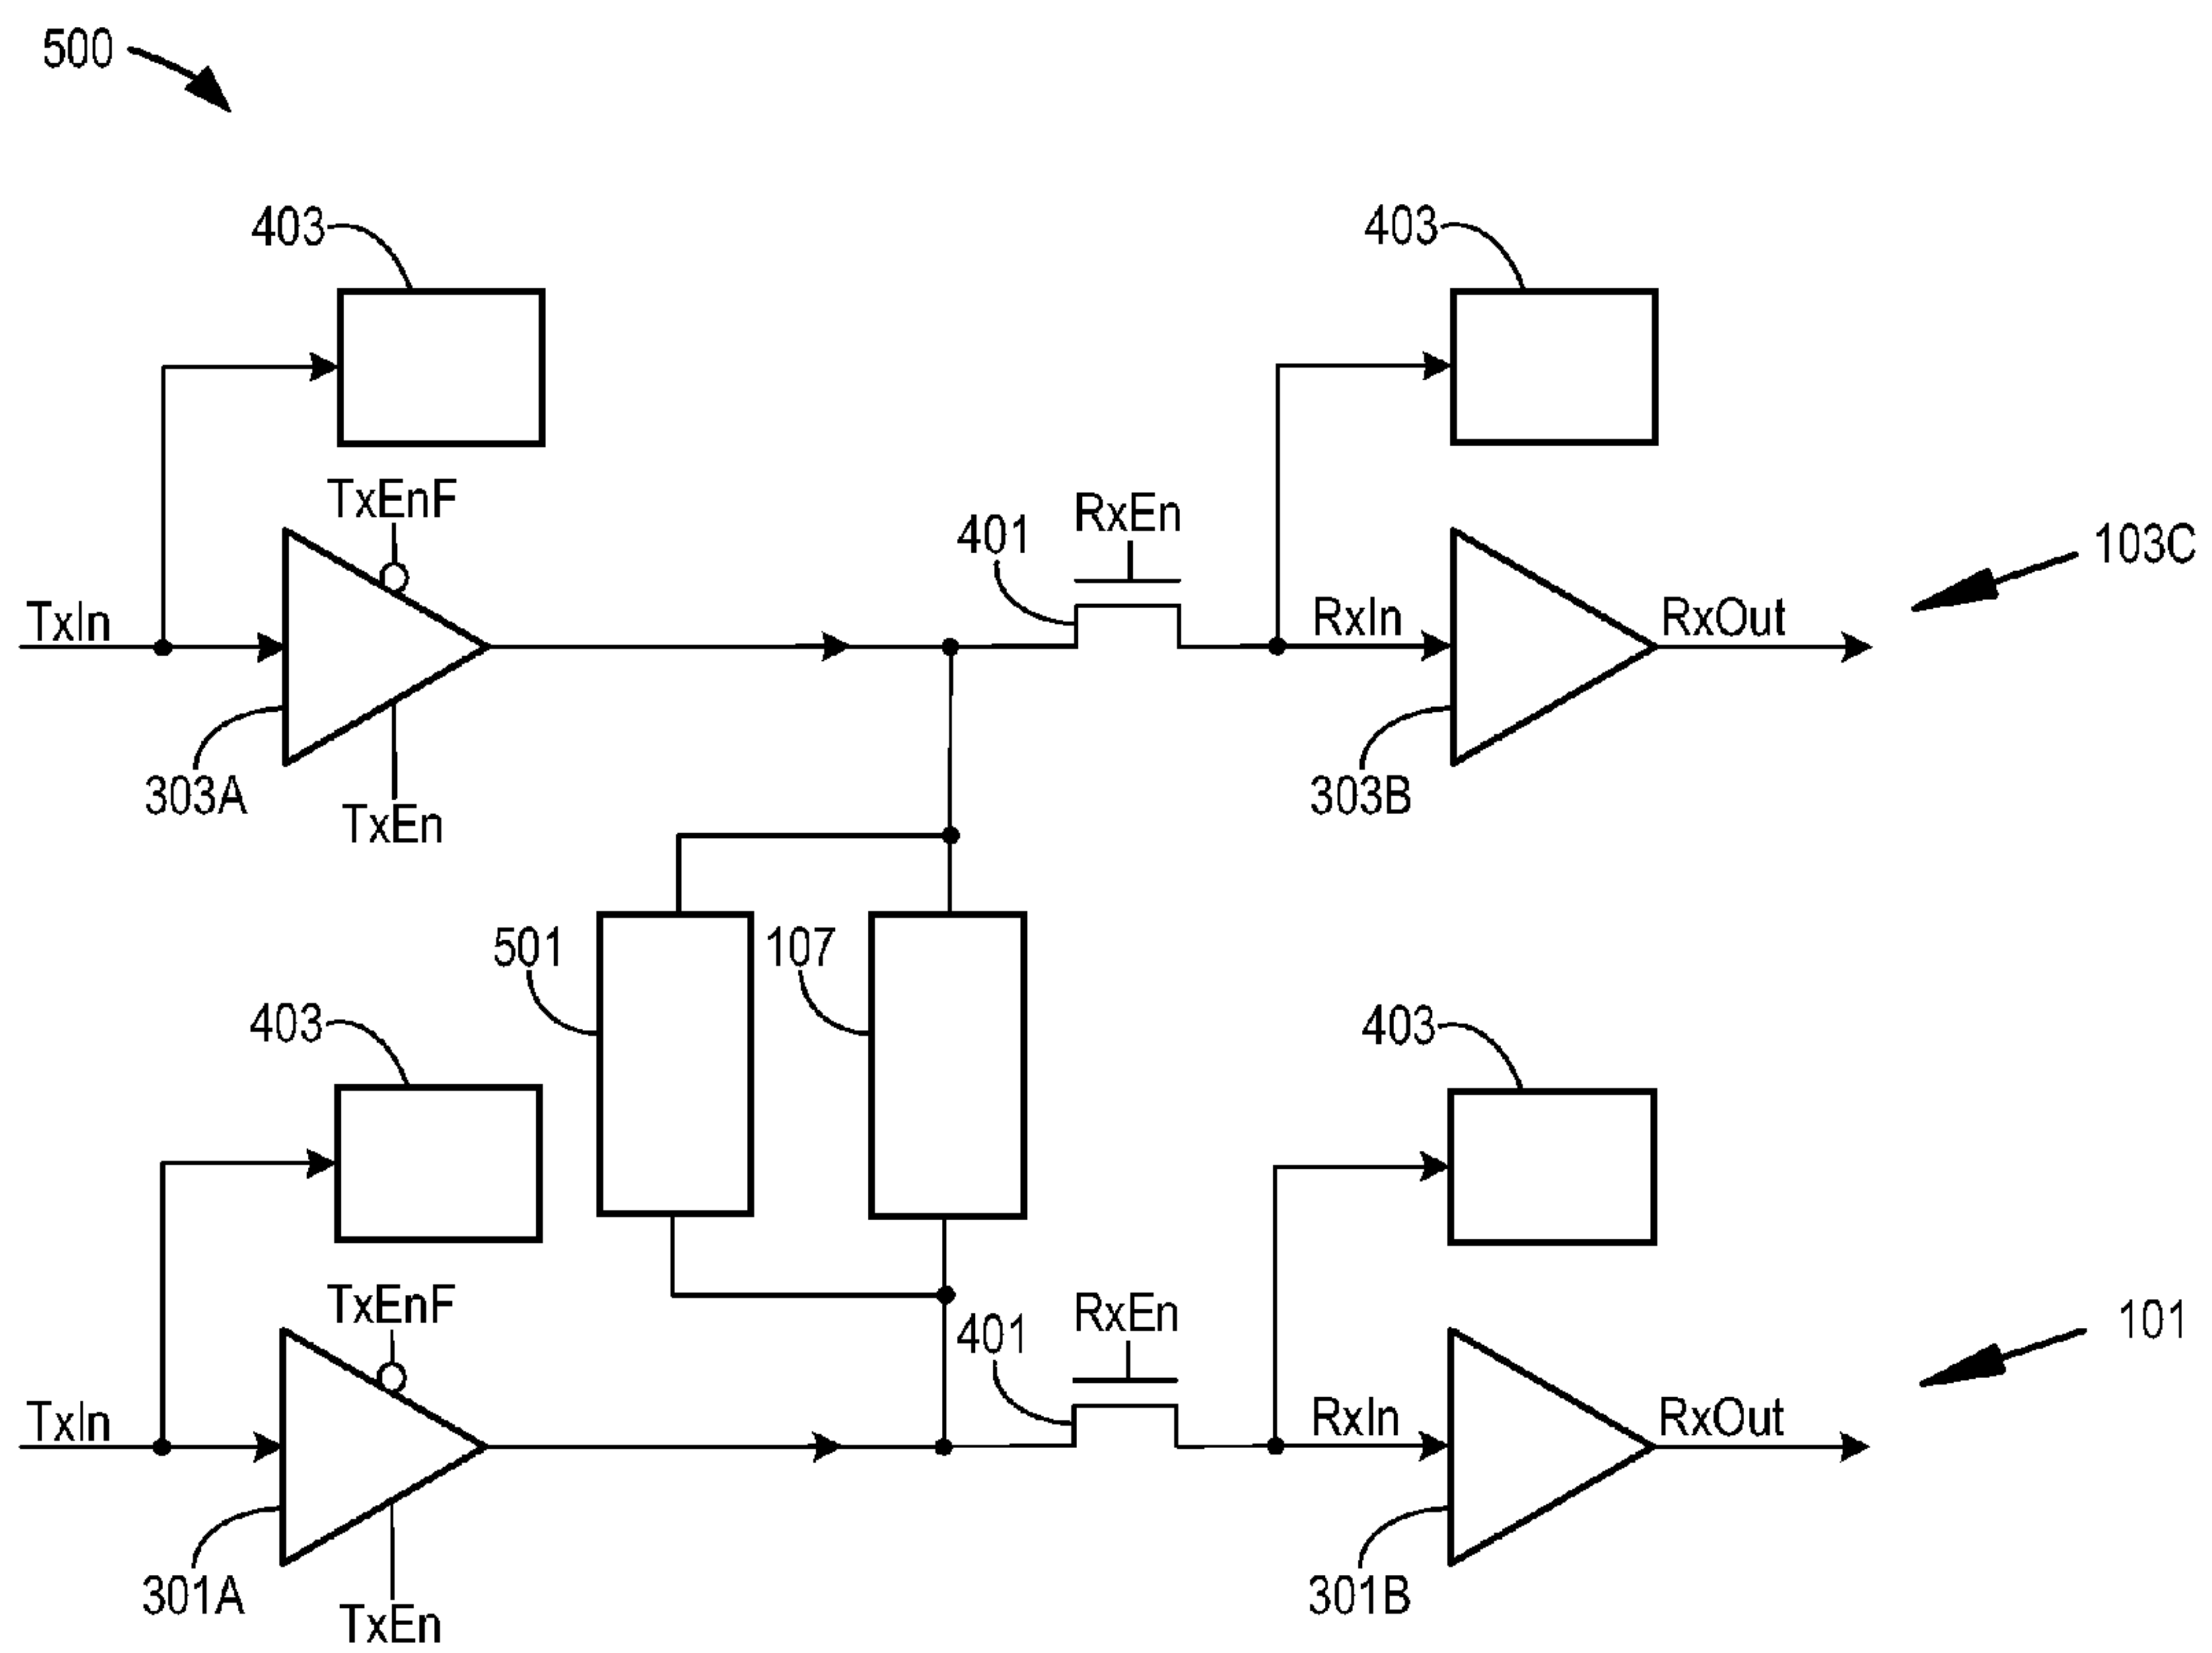 500
403
403
TxEnF
RxEn
401
103C
TxIn
RxIn
RxOut
303A
303B
TxEn
501
107
403
403
TxEnF
RxEn
401
101
TxIn
RxIn
RxOut
301A
301B
TxEn